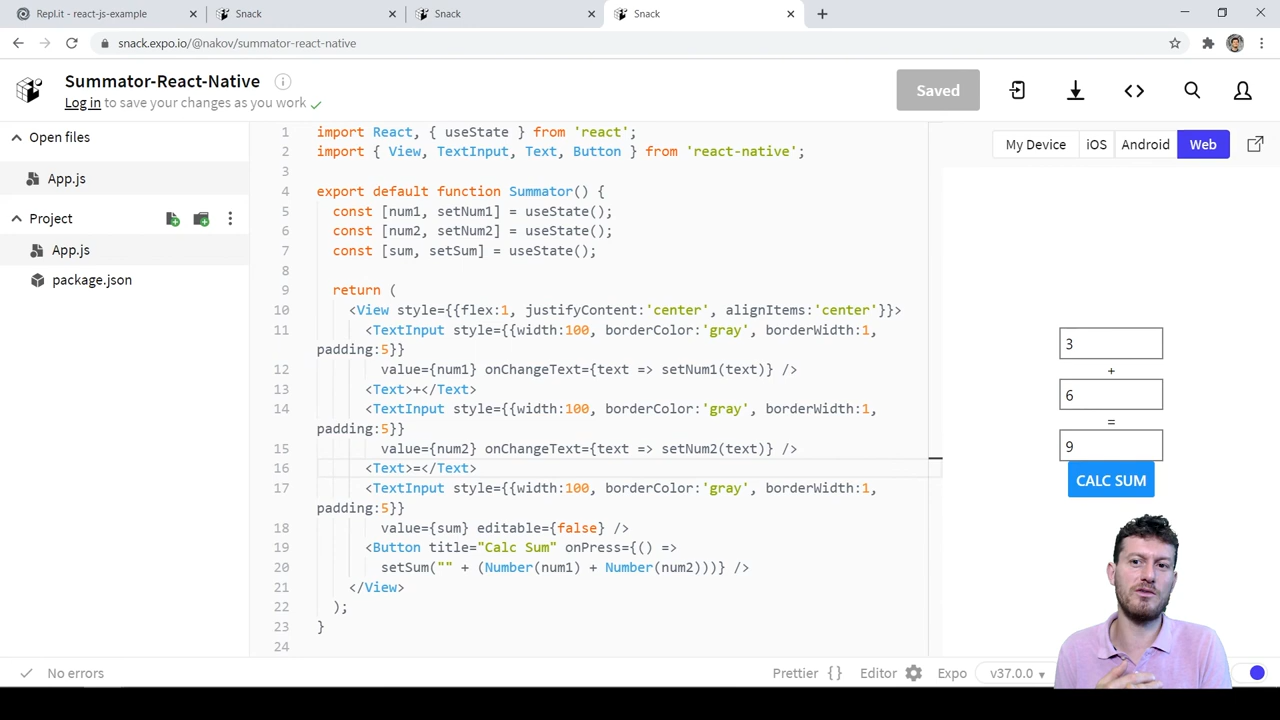 Repl.it - react-js-example
Snack
Snack
Snack
snack.expo.io/@nakov/summator-react-native
Summator-React-Native
Log in to save your changes as you work
Saved
Open files
App.js
Project
App.js
package.json
1 import React, { useState } from 'react';
2 import { View, TextInput, Text, Button } from 'react-native';
3
4 export default function Summator() {
5 const [num1, setNum1] = useState();
6 const [num2, setNum2] = useState();
7 const [sum, setSum] = useState();
8
9 return (
10 <View style={{flex:1, justifyContent:'center', alignItems:'center'}}>
11 <TextInput style={{width:100, borderColor:'gray', borderWidth:1,
padding:5}}
12 value={num1} onChangeText={text => setNum1(text)} />
13 <Text>+</Text>
14 <TextInput style={{width:100, borderColor:'gray', borderWidth:1,
padding:5}}
15 value={num2} onChangeText={text => setNum2(text)} />
16 <Text>=</Text>
17 <TextInput style={{width:100, borderColor:'gray', borderWidth:1,
padding:5}}
18 value={sum} editable={false} />
19 <Button title="Calc Sum" onPress={() =>
20 setSum("" + (Number(num1) + Number(num2)))} />
21 </View>
22 );
23 }
24
My Device
iOS
Android
Web
3
+
6
=
9
CALC SUM
No errors
Prettier {}
Editor
Expo
v37.0.0